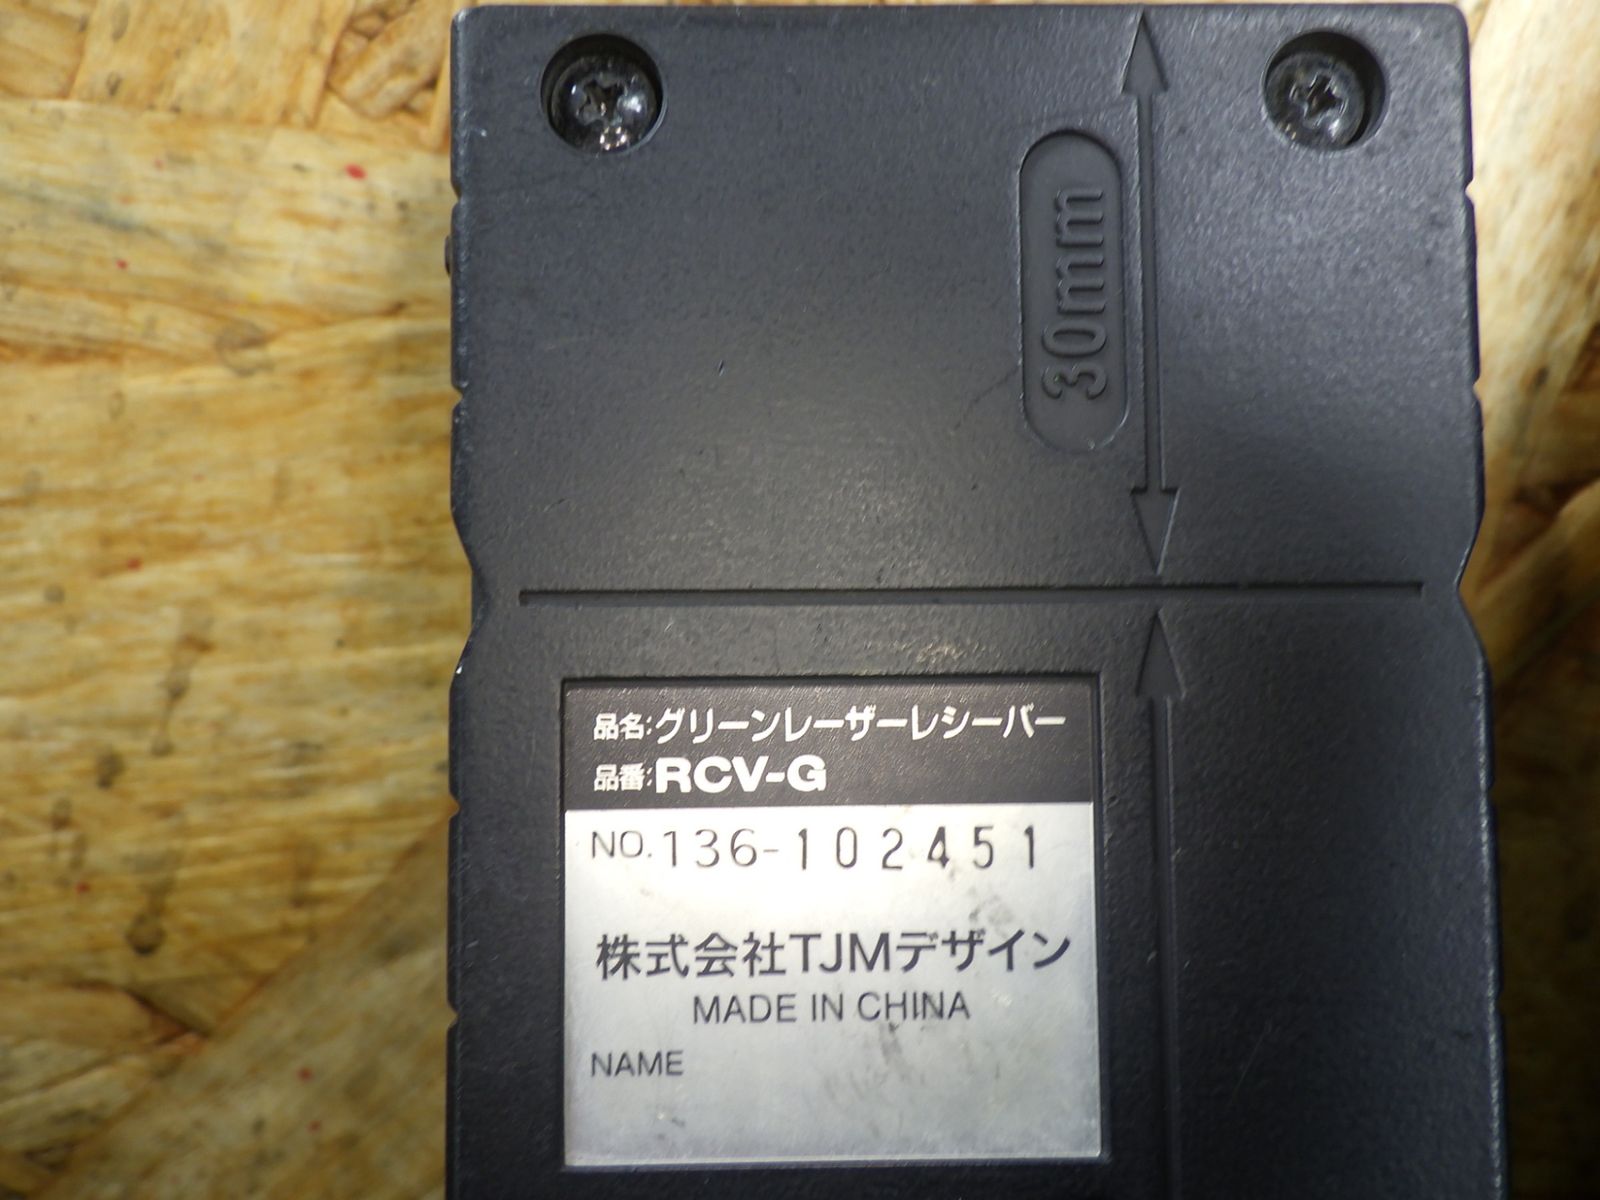 30mm
品名:グリーンレーザーレシーバー
品番:RCV-G
NO.136-102451
株式会社TJMデザイン
MADE IN CHINA
NAME